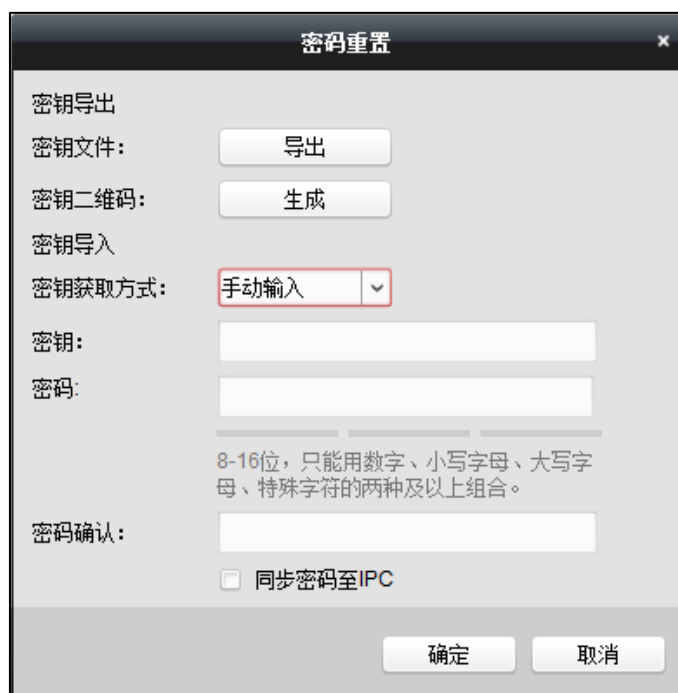 密码重置
密钥导出
密钥文件：
导出
密钥二维码：
生成
密钥导入
密钥获取方式：
手动输入
密钥：
密码:
8-16位，只能用数字、小写字母、大写字
母、特殊字符的两种及以上组合。
密码确认：
同步密码至IPC
确定
取消